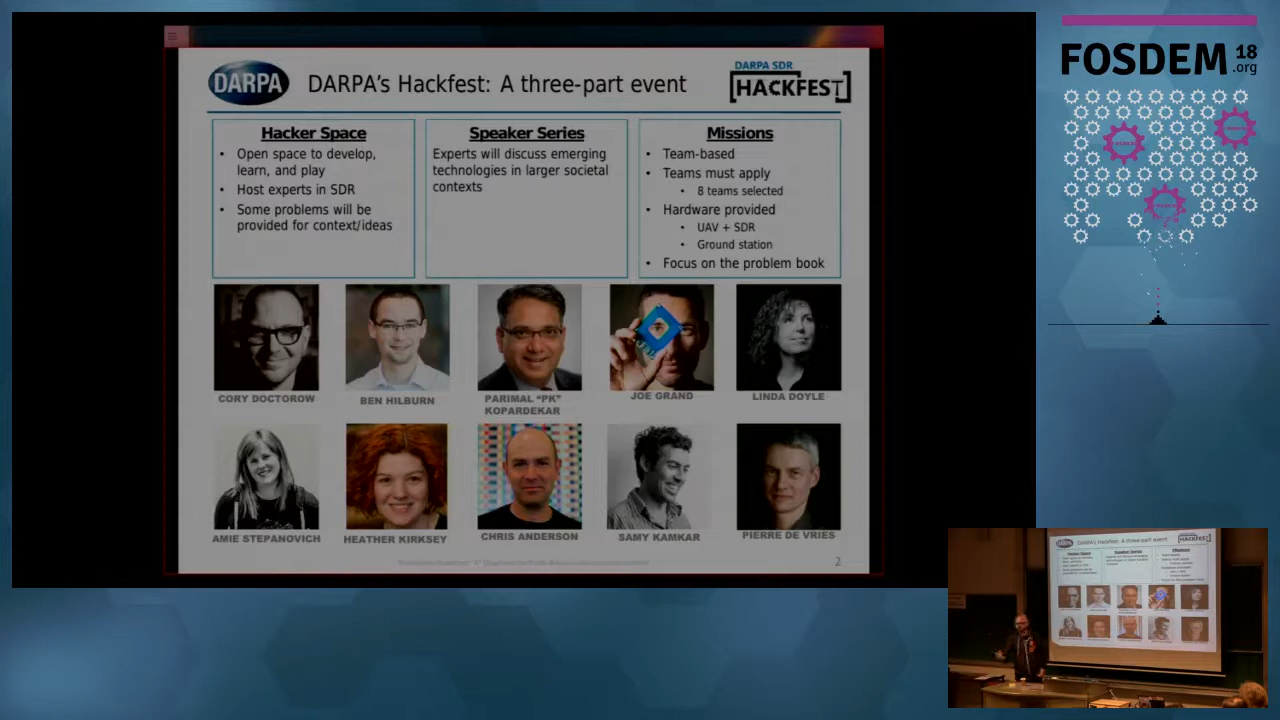 DARPA
DARPA's Hackfest: A three-part event
DARPA SDR
HACKFEST
Hacker Space
• Open space to develop,
learn, and play
• Host experts in SDR
• Some problems will be
provided for context/ideas
Speaker Series
Experts will discuss emerging
technologies in larger societal
contexts
Missions
• Team-based
• Teams must apply
• 8 teams selected
• Hardware provided
• UAV + SDR
• Ground station
• Focus on the problem book
CORY DOCTOROW
BEN HILBURN
PARIMAL "PK"
KOPARDEKAR
JOE GRAND
LINDA DOYLE
AMIE STEPANOVICH
HEATHER KIRKSEY
CHRIS ANDERSON
SAMY KAMKAR
PIERRE DE VRIES
2
FOSDEM 18
.org